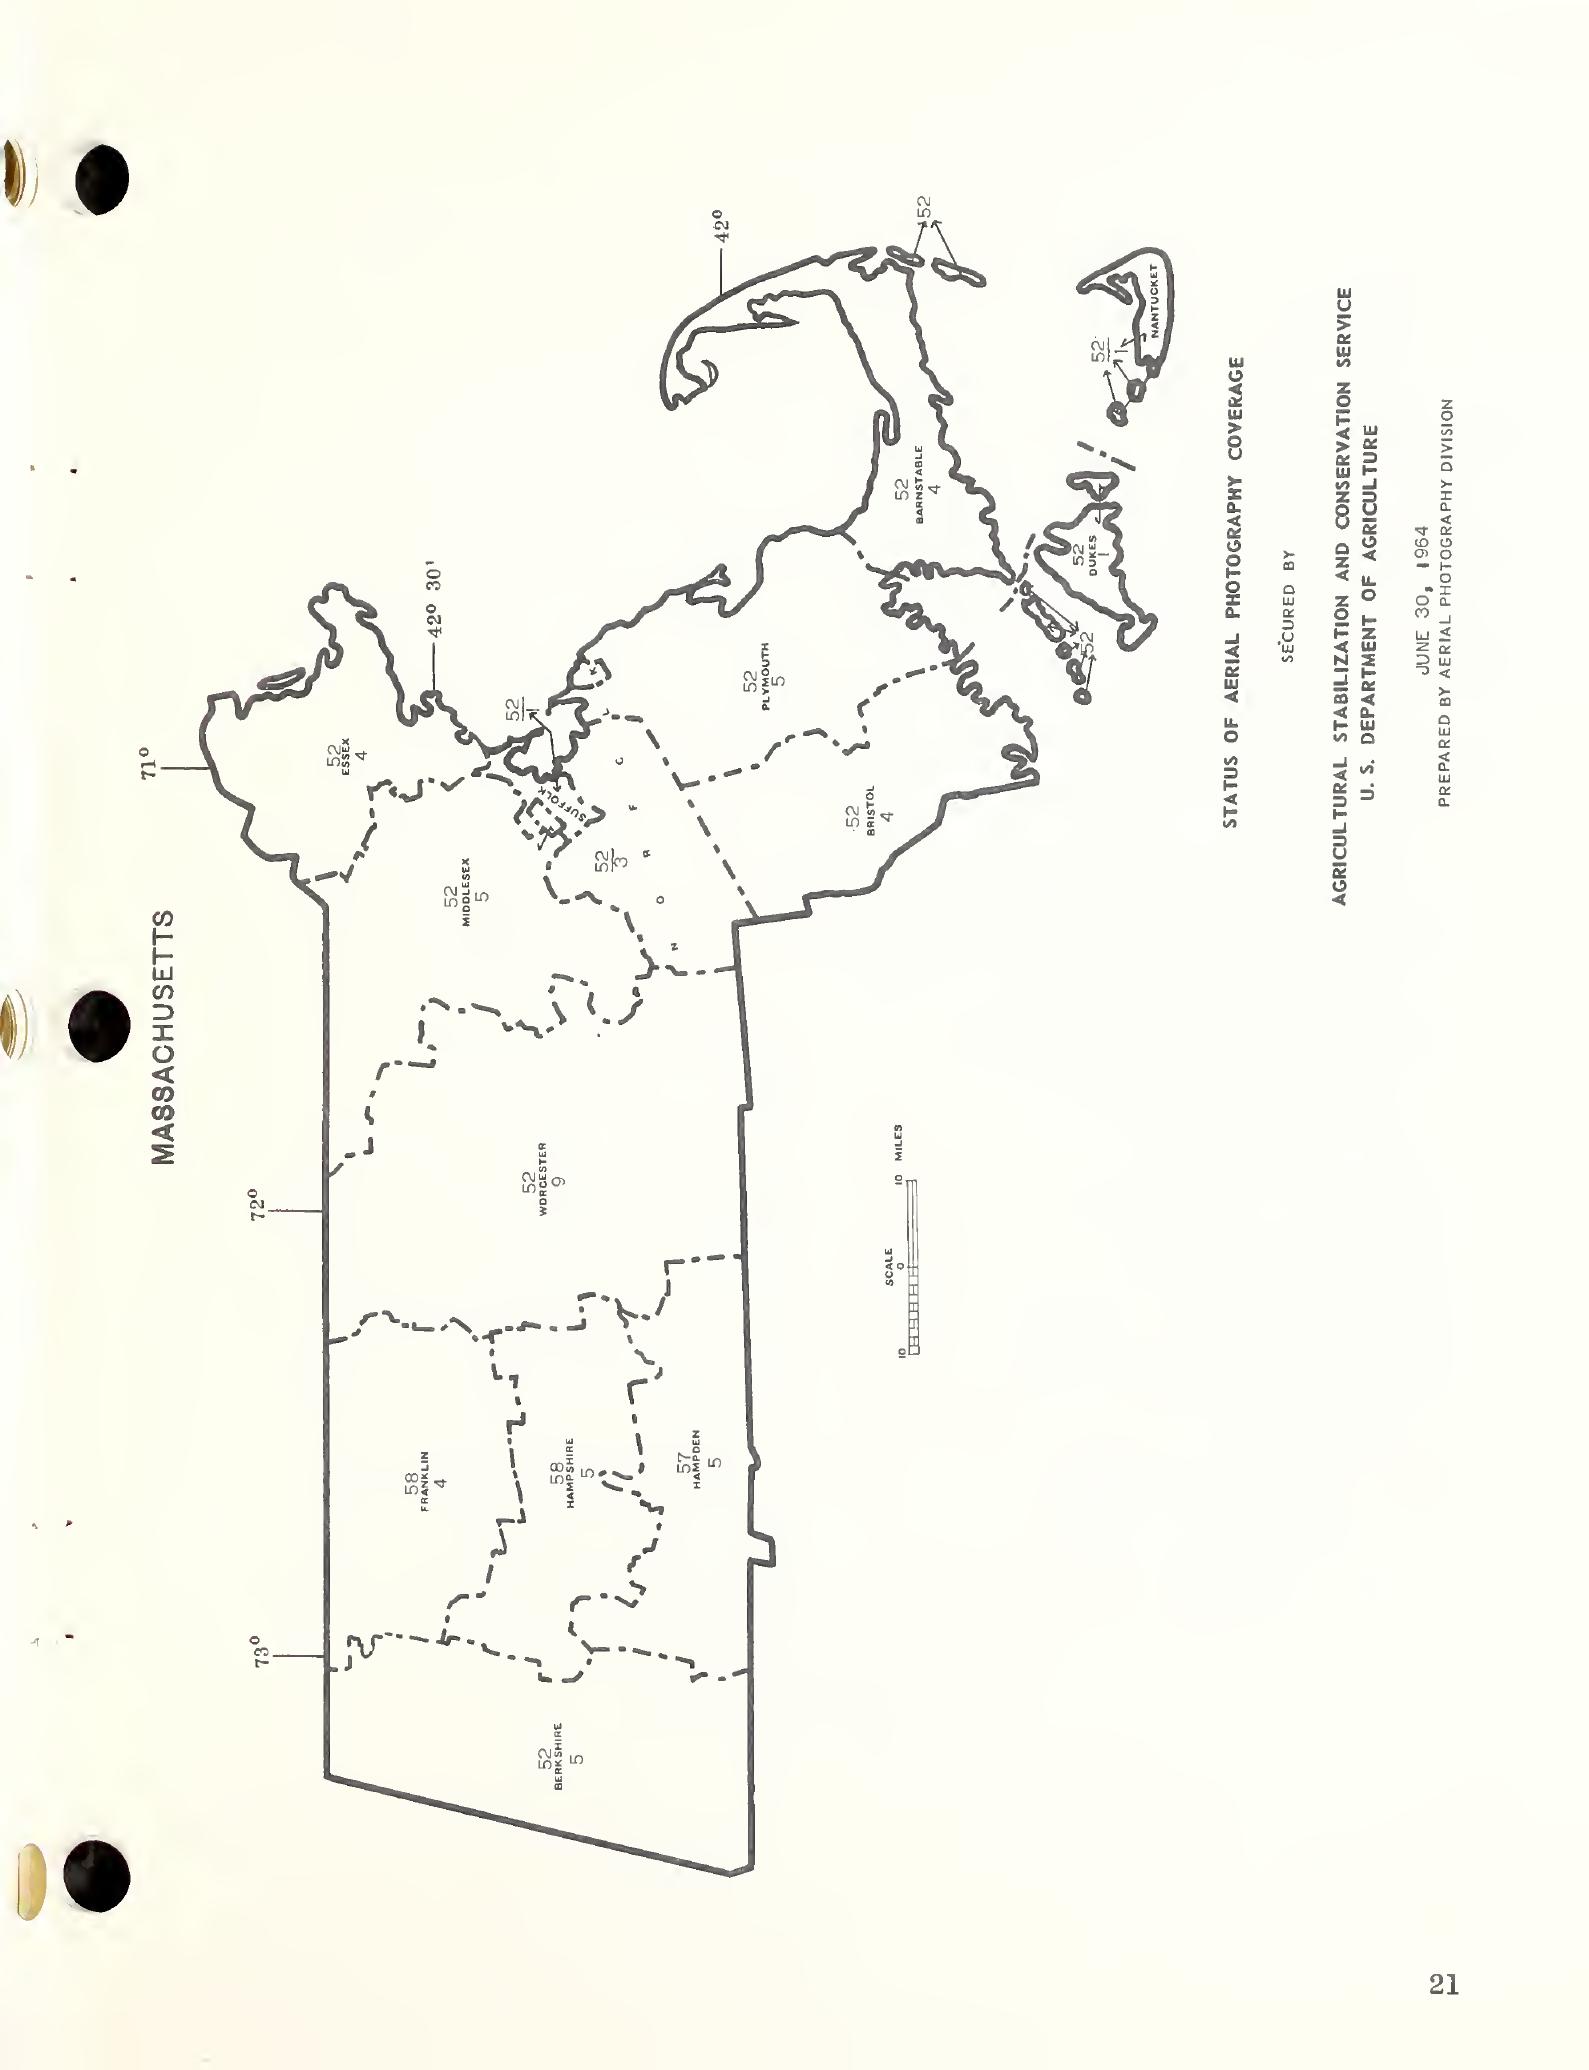 MASSACHUSETTS
73°
72°
71°
42° 30'
42°
52
BERKSHIRE
5
58
FRANKLIN
4
58
HAMPSHIRE
5
57
HAMPDEN
5
52
WORCESTER
9
52
MIDDLESEX
5
52
ESSEX
4
52
1
SUFFOLK
52
3
NORFOLK
52
PLYMOUTH
5
52
BRISTOL
4
52
BARNSTABLE
4
52
52
DUKES
1
52
52
1
NANTUCKET
SCALE
10 0 10 MILES
STATUS OF AERIAL PHOTOGRAPHY COVERAGE
SECURED BY
AGRICULTURAL STABILIZATION AND CONSERVATION SERVICE
U. S. DEPARTMENT OF AGRICULTURE
JUNE 30, 1964
PREPARED BY AERIAL PHOTOGRAPHY DIVISION
21